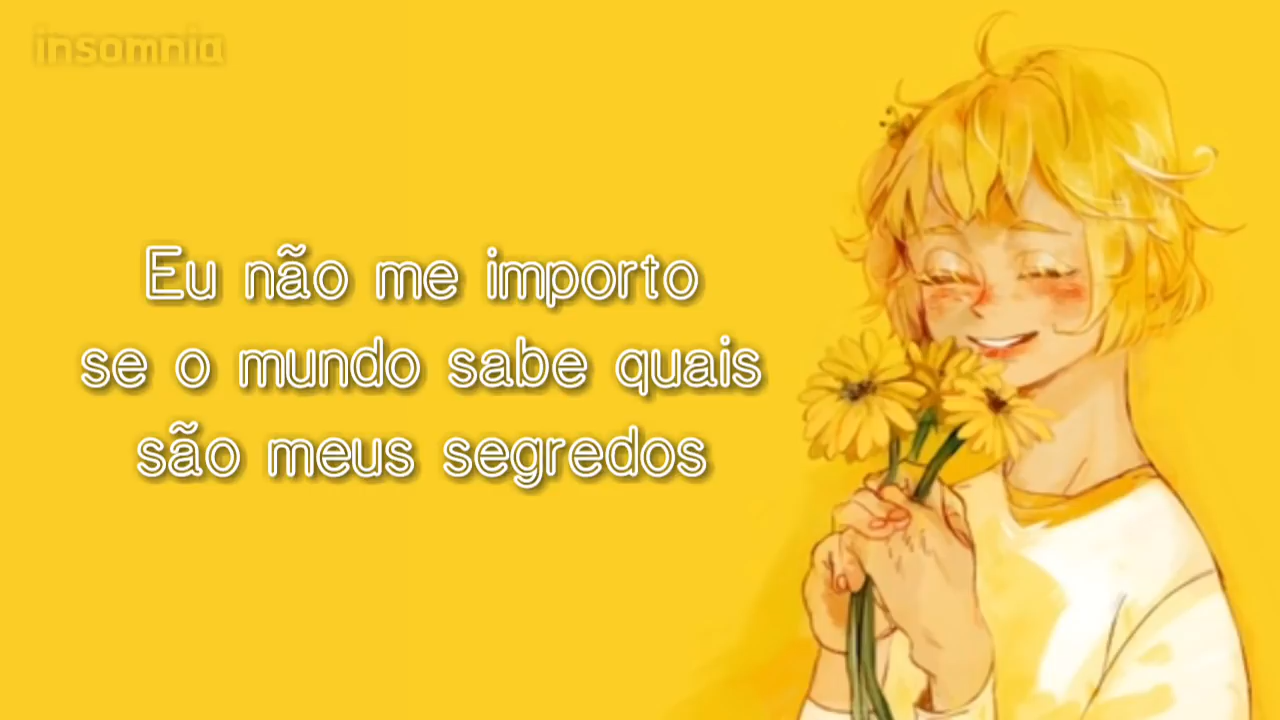 insomnia
Eu não me importo
se o mundo sabe quais
são meus segredos